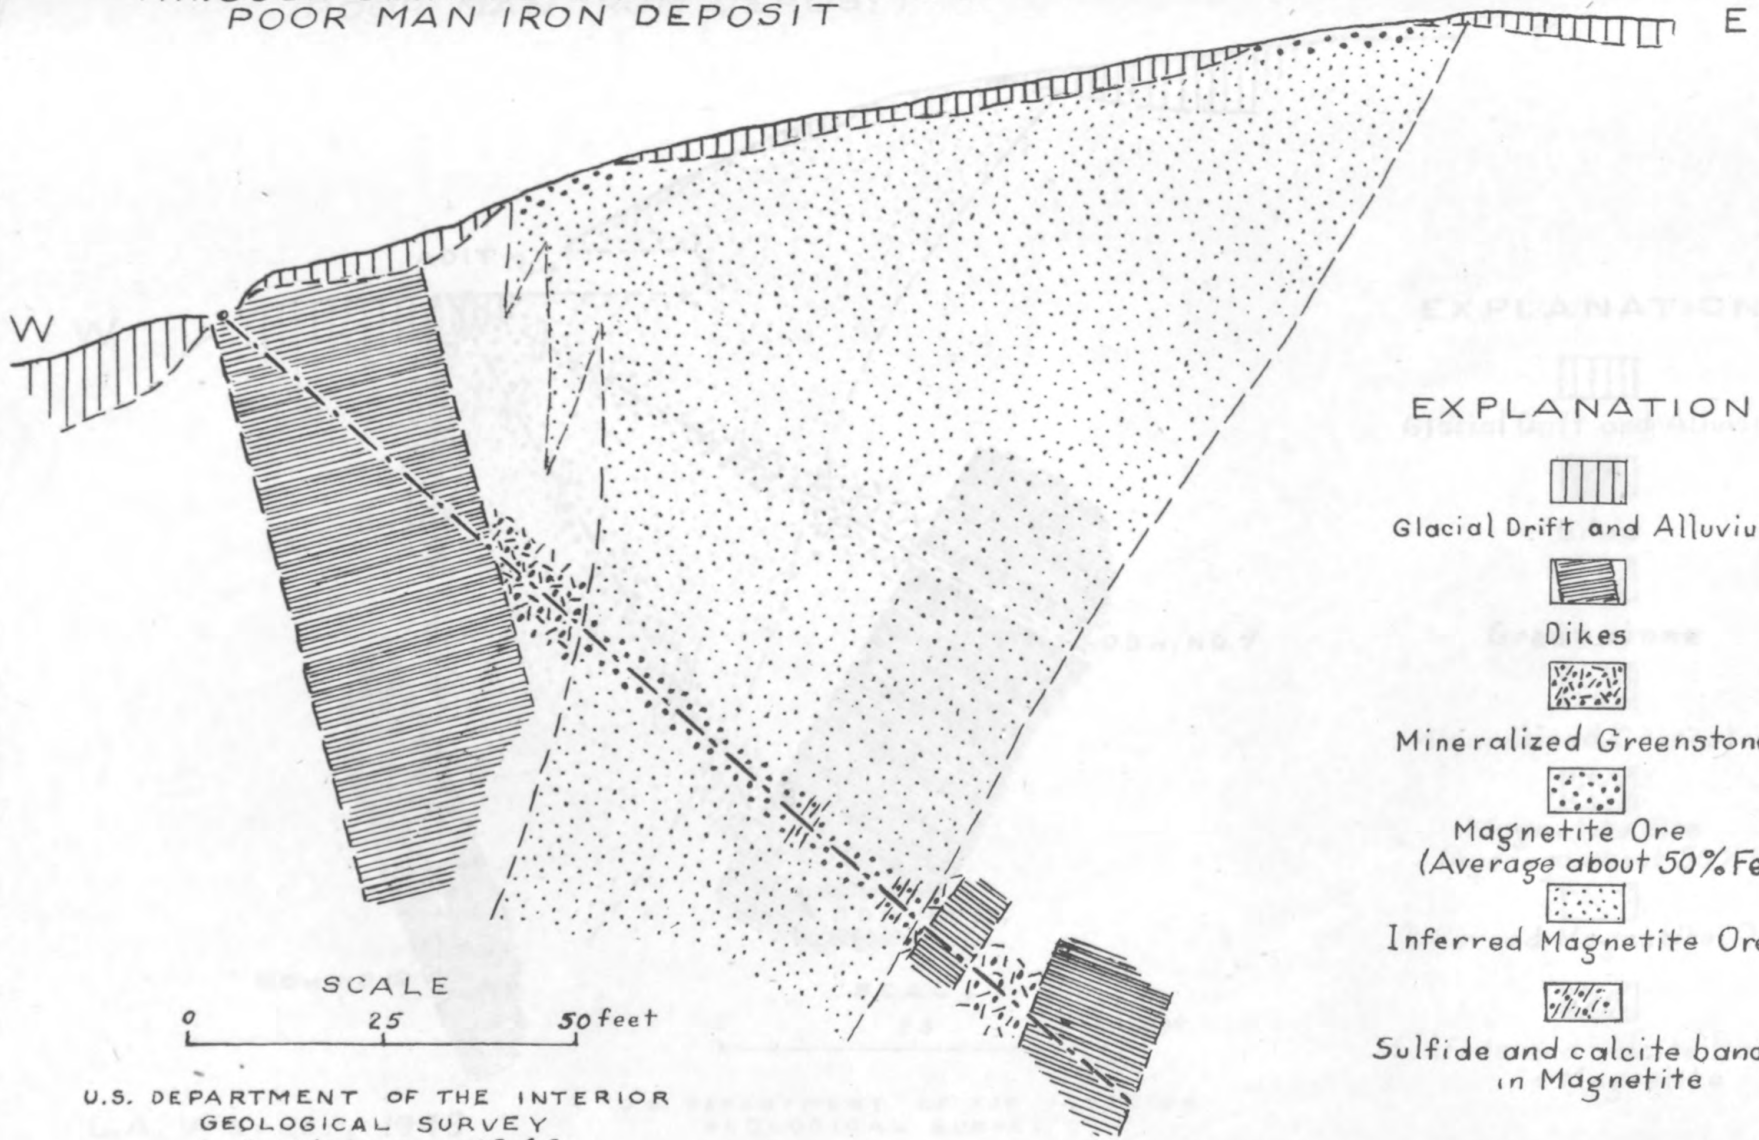 POOR MAN IRON DEPOSIT
E
W
EXPLANATION
Glacial Drift and Alluviu
Dikes
Mineralized Greenston
Magnetite Ore
(Average about 50% Fe
Inferred Magnetite Ore
Sulfide and calcite band
in Magnetite
SCALE
0 25 50 feet
U.S. DEPARTMENT OF THE INTERIOR
GEOLOGICAL SURVEY